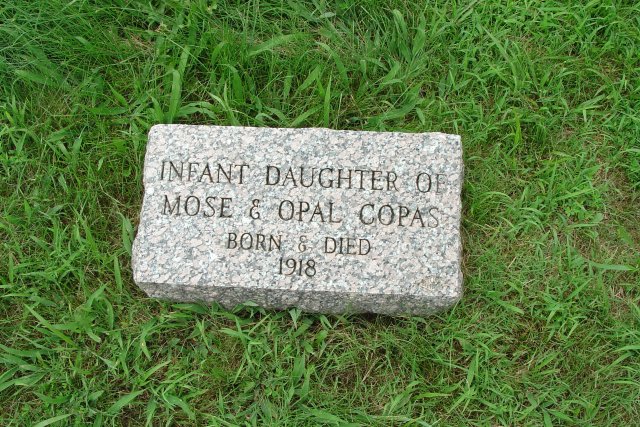 INFANT DAUGHTER OF
MOSE & OPAL COPAS
BORN & DIED
1918